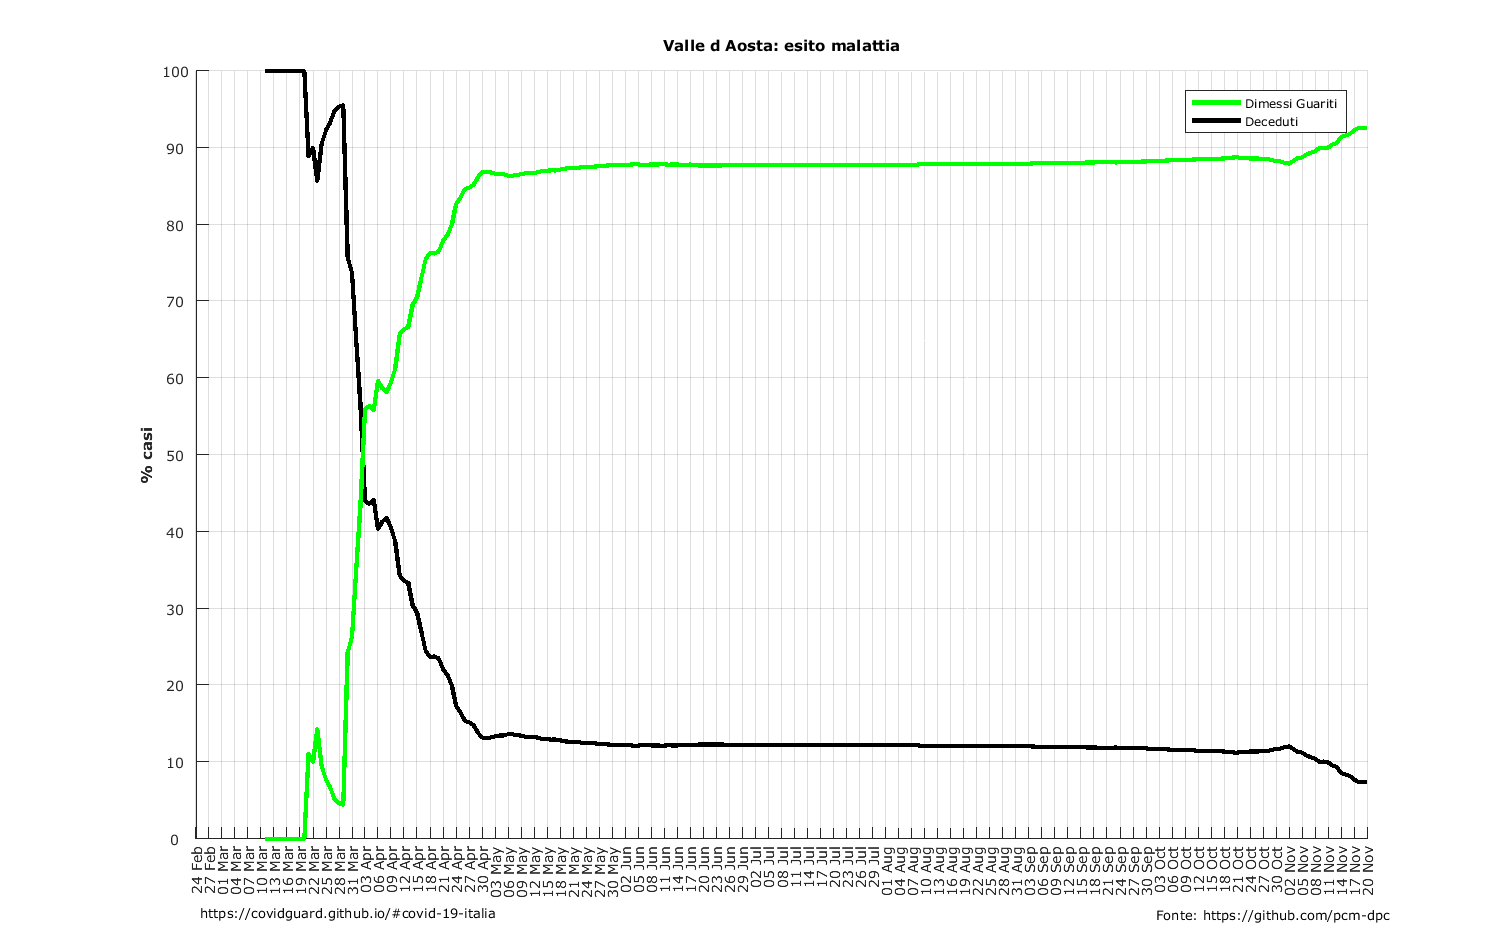 Valle d Aosta: esito malattia
Dimessi Guariti
Deceduti
% casi
100
90
80
70
60
50
40
30
20
10
0
24 Feb
27 Feb
01 Mar
04 Mar
07 Mar
10 Mar
13 Mar
16 Mar
19 Mar
22 Mar
25 Mar
28 Mar
31 Mar
03 Apr
06 Apr
09 Apr
12 Apr
15 Apr
18 Apr
21 Apr
24 Apr
27 Apr
30 Apr
03 May
06 May
09 May
12 May
15 May
18 May
21 May
24 May
27 May
30 May
02 Jun
05 Jun
08 Jun
11 Jun
14 Jun
17 Jun
20 Jun
23 Jun
26 Jun
29 Jun
02 Jul
05 Jul
08 Jul
11 Jul
14 Jul
17 Jul
20 Jul
23 Jul
26 Jul
29 Jul
01 Aug
04 Aug
07 Aug
10 Aug
13 Aug
16 Aug
19 Aug
22 Aug
25 Aug
28 Aug
31 Aug
03 Sep
06 Sep
09 Sep
12 Sep
15 Sep
18 Sep
21 Sep
24 Sep
27 Sep
30 Sep
03 Oct
06 Oct
09 Oct
12 Oct
15 Oct
18 Oct
21 Oct
24 Oct
27 Oct
30 Oct
02 Nov
05 Nov
08 Nov
11 Nov
14 Nov
17 Nov
20 Nov
https://covidguard.github.io/#covid-19-italia
Fonte: https://github.com/pcm-dpc